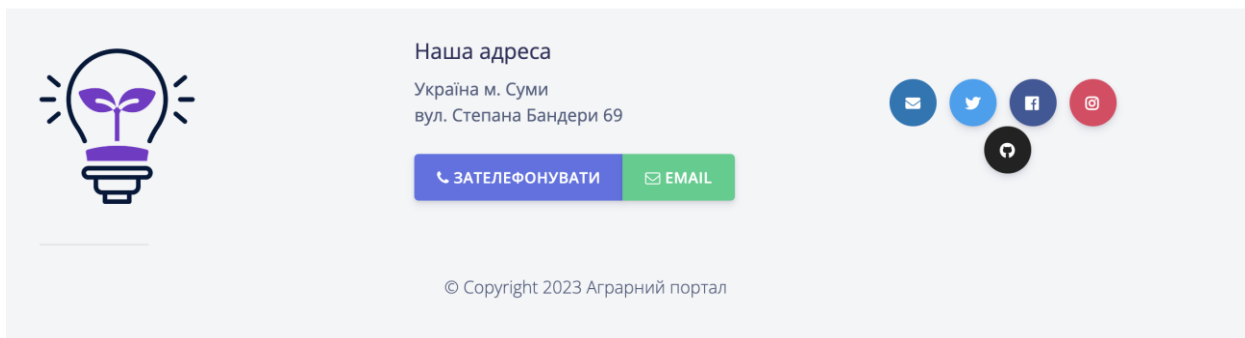 Наша адреса
Україна м. Суми
вул. Степана Бандери 69
ЗАТЕЛЕФОНУВАТИ EMAIL
© Copyright 2023 Аграрний портал